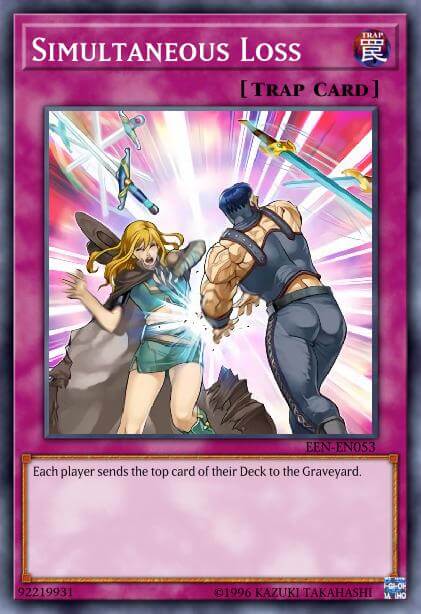 Simultaneous Loss
TRAP
罠
[Trap Card]
EEN-EN053
Each player sends the top card of their Deck to the Graveyard.
92219931
©1996 KAZUKI TAKAHASHI